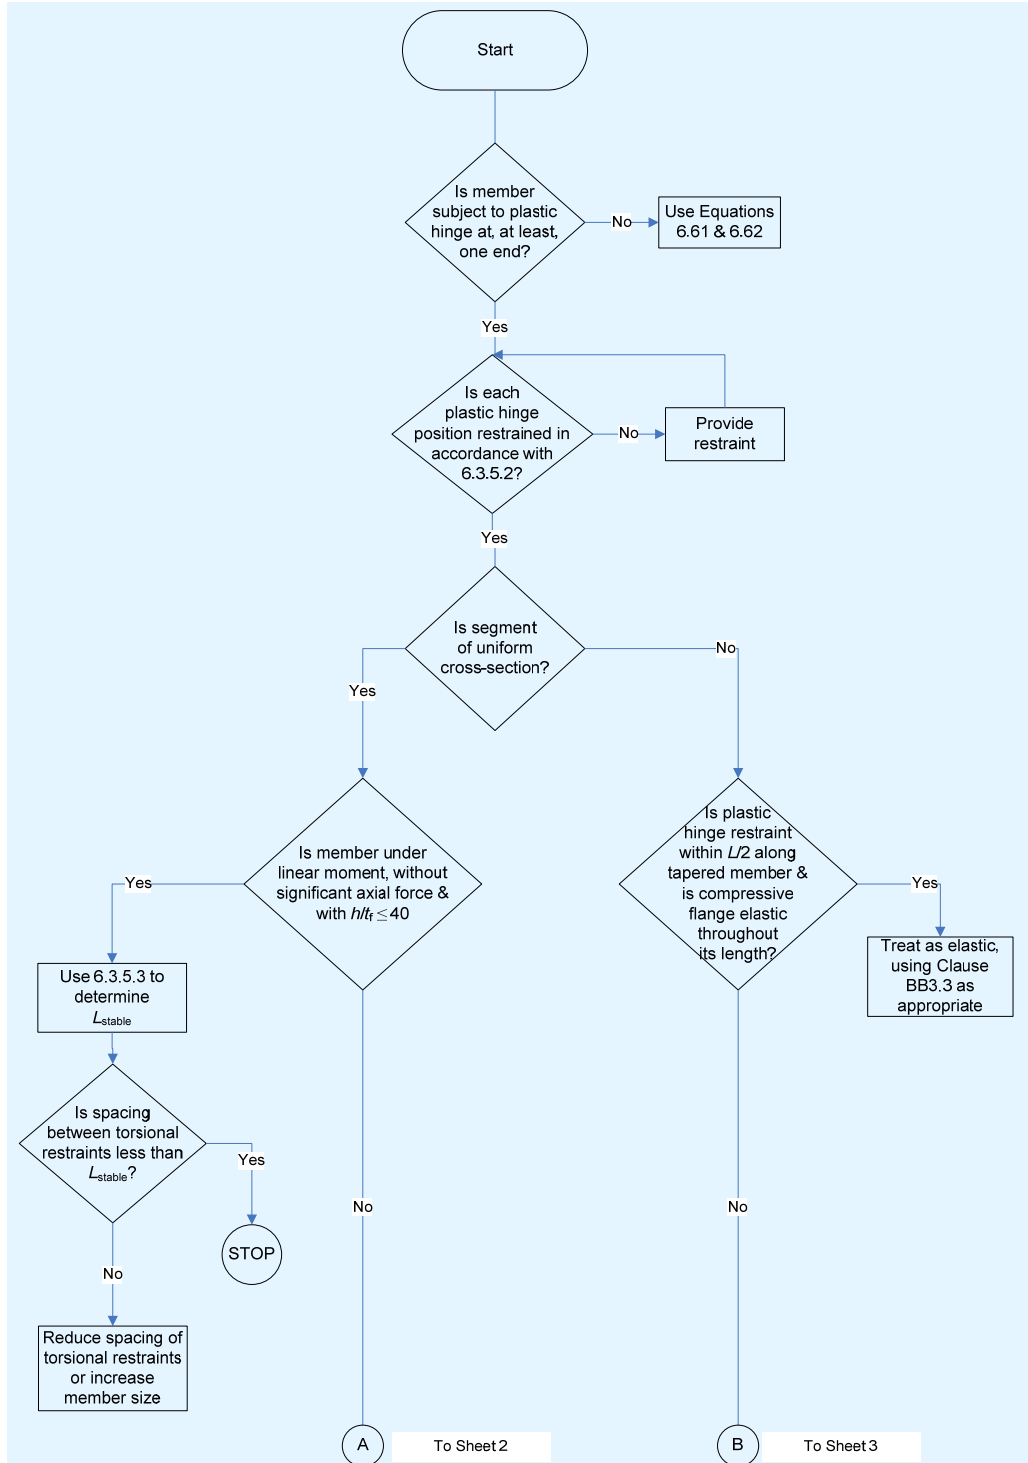 Start
Is member
subject to plastic
hinge at, at least,
one end?
No
Use Equations
6.61 & 6.62
Yes
Is each
plastic hinge
position restrained in
accordance with
6.3.5.2?
No
Provide
restraint
Yes
Is segment
of uniform
cross-section?
Yes
No
Is member under
linear moment, without
significant axial force &
with h/tf ≤ 40
Yes
Is plastic
hinge restraint
within L/2 along
tapered member &
is compressive
flange elastic
throughout
its length?
Yes
Treat as elastic,
using Clause
BB3.3 as
appropriate
Use 6.3.5.3 to
determine
Lstable
Is spacing
between torsional
restraints less than
Lstable?
Yes
STOP
No
Reduce spacing of
torsional restraints
or increase
member size
No
No
A
To Sheet 2
B
To Sheet 3